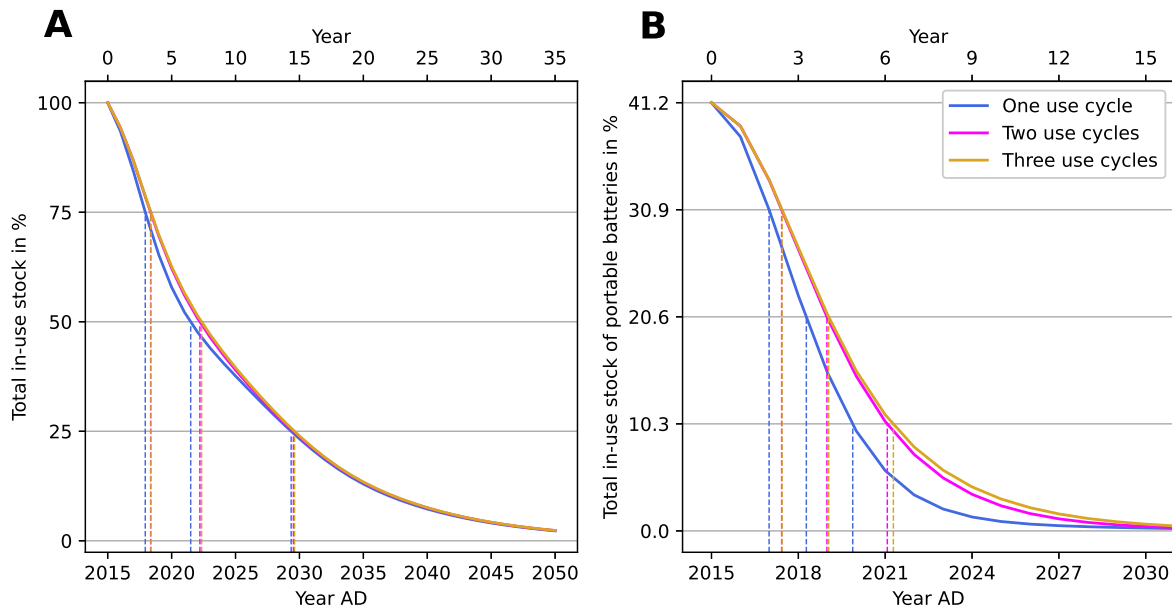 A
Year
0 5 10 15 20 25 30 35
Total in-use stock in %
100
75
50
25
0
2015 2020 2025 2030 2035 2040 2045 2050
Year AD
B
Year
0 3 6 9 12 15
Total in-use stock of portable batteries in %
41.2
30.9
20.6
10.3
0.0
One use cycle
Two use cycles
Three use cycles
2015 2018 2021 2024 2027 2030
Year AD